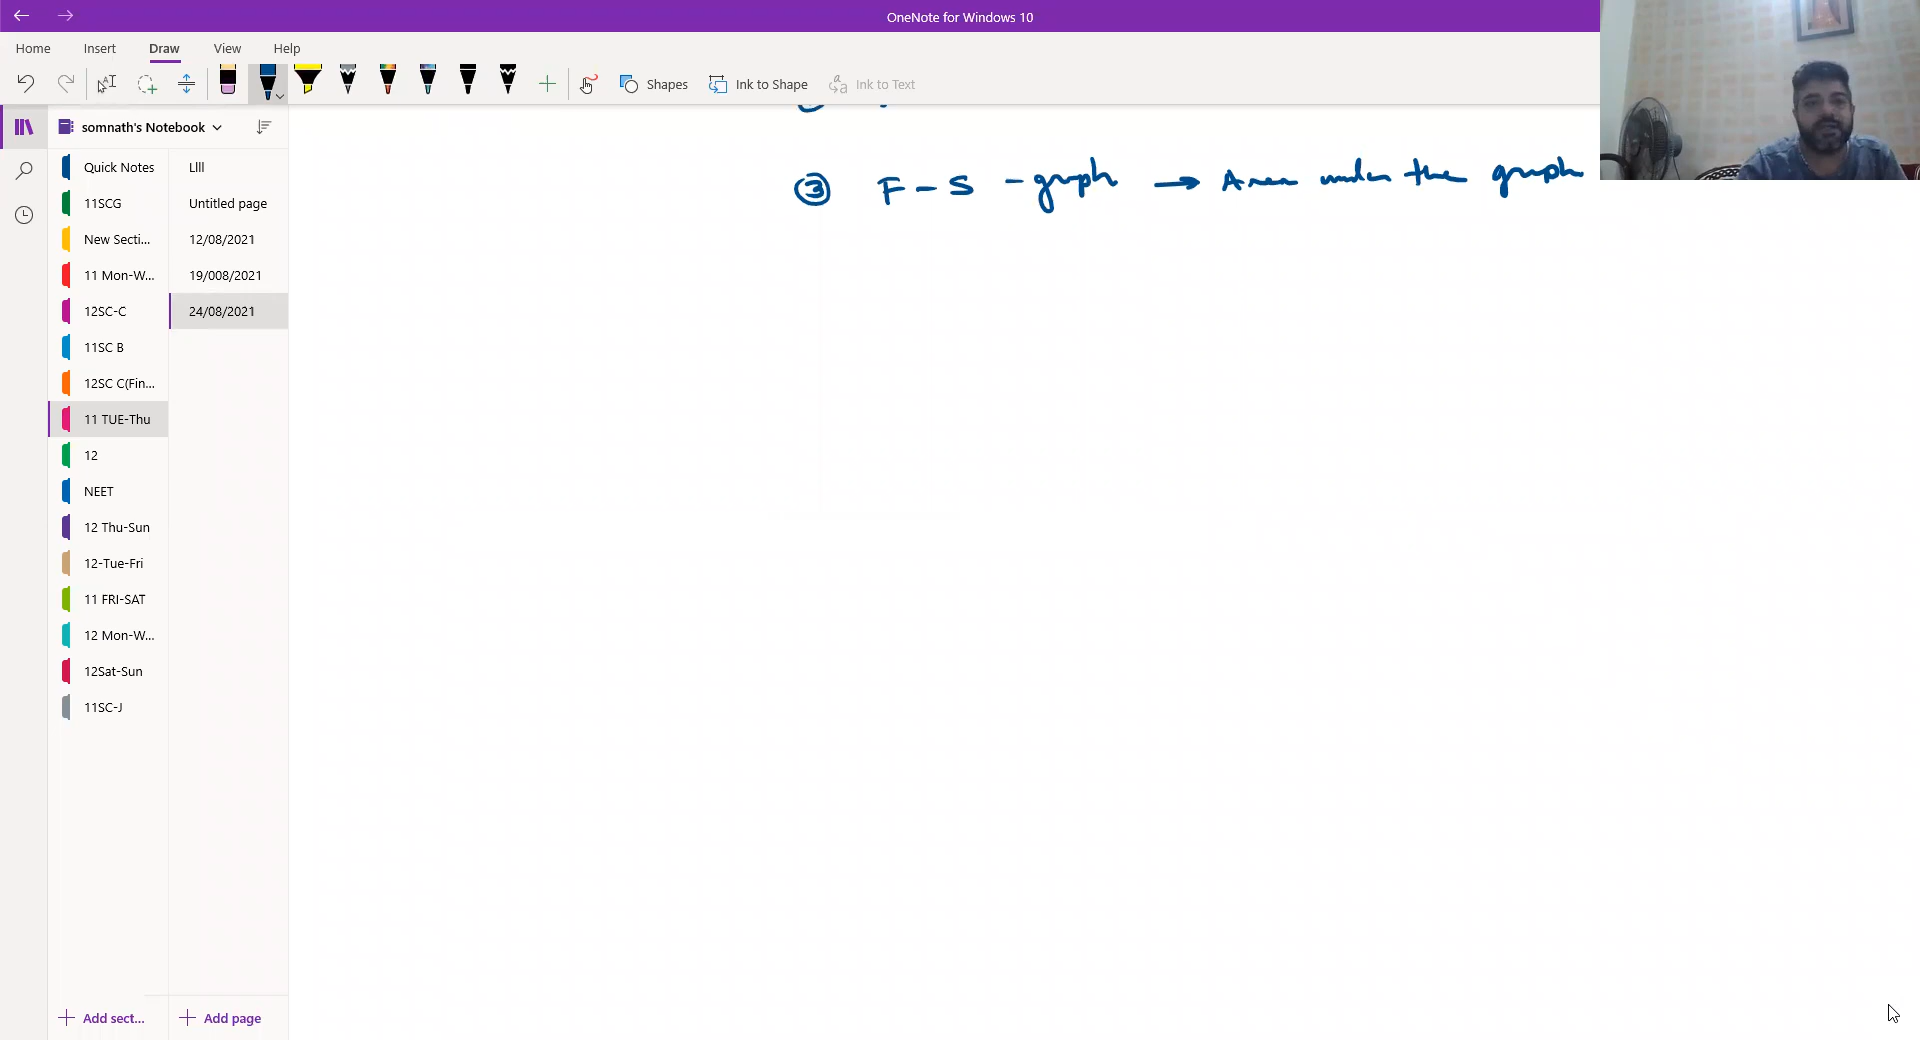 OneNote for Windows 10
Home Insert Draw View Help
Shapes Ink to Shape Ink to Text
somnath's Notebook
Quick Notes
11SCG
New Secti...
11 Mon-W...
12SC-C
11SC B
12SC C(Fin...
11 TUE-Thu
12
NEET
12 Thu-Sun
12-Tue-Fri
11 FRI-SAT
12 Mon-W...
12Sat-Sun
11SC-J
Add sect...
Llll
Untitled page
12/08/2021
19/008/2021
24/08/2021
Add page
③ F - S - graph → Area under the graph